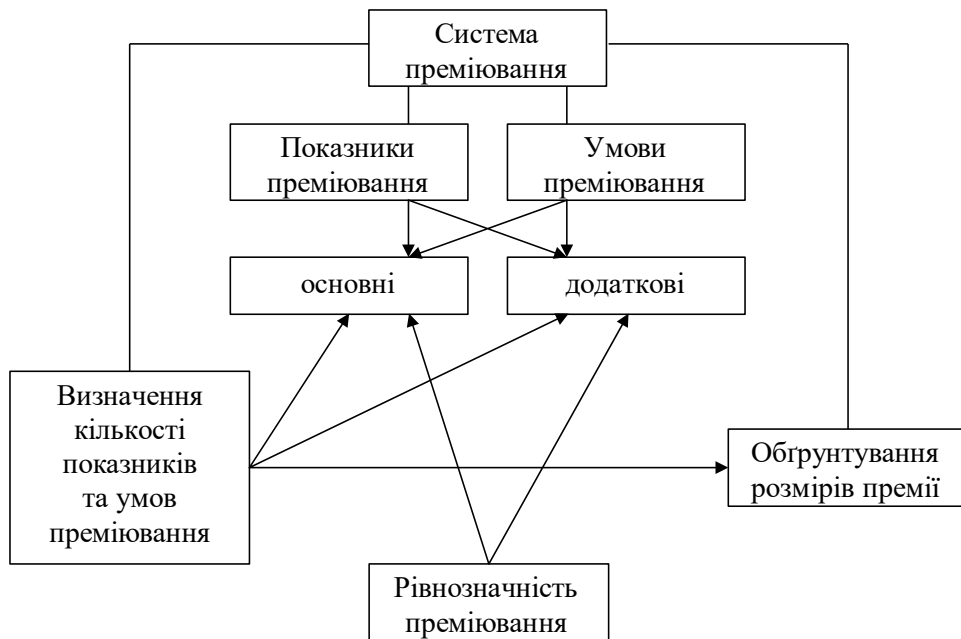 Система
преміювання
Показники
преміювання
Умови
преміювання
основні
додаткові
Визначення
кількості
показників
та умов
преміювання
Обґрунтування
розмірів премії
Рівнозначність
преміювання